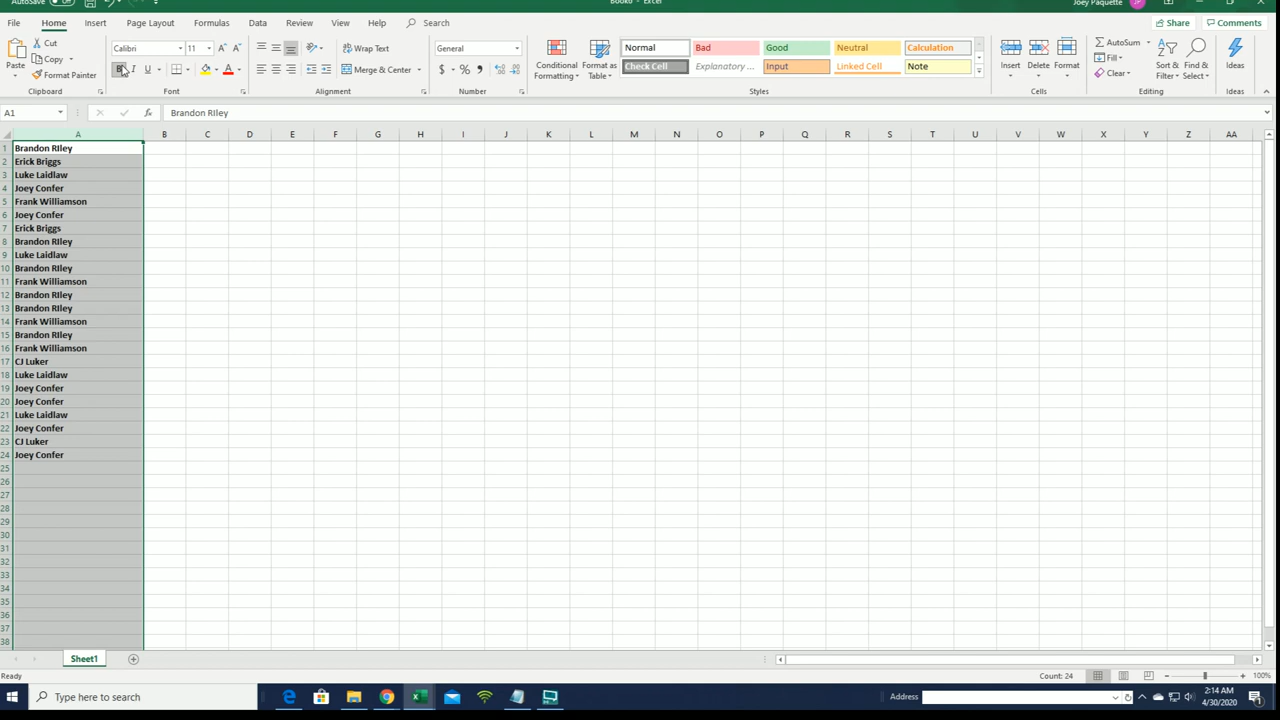 AutoSave Book6 - Excel Joey Paquette
File Home Insert Page Layout Formulas Data Review View Help Search Share Comments
Paste Cut Copy Format Painter Clipboard
Calibri 11 A A B U A Font
Wrap Text Merge & Center Alignment
General $ % , Number
Conditional Formatting Format as Table
Normal Bad Good Neutral Calculation
Check Cell Explanatory ... Input Linked Cell Note
Styles
Insert Delete Format Cells
AutoSum Fill Clear Sort & Filter Find & Select Editing
Ideas Ideas
A1 fx Brandon RIley
A B C D E F G H I J K L M N O P Q R S T U V W X Y Z AA
1 Brandon RIley
2 Erick Briggs
3 Luke Laidlaw
4 Joey Confer
5 Frank Williamson
6 Joey Confer
7 Erick Briggs
8 Brandon RIley
9 Luke Laidlaw
10 Brandon RIley
11 Frank Williamson
12 Brandon RIley
13 Brandon RIley
14 Frank Williamson
15 Brandon RIley
16 Frank Williamson
17 CJ Luker
18 Luke Laidlaw
19 Joey Confer
20 Joey Confer
21 Luke Laidlaw
22 Joey Confer
23 CJ Luker
24 Joey Confer
25
26
27
28
29
30
31
32
33
34
35
36
37
38
Sheet1
Ready Count: 24 100%
Type here to search Address 2:14 AM
4/30/2020